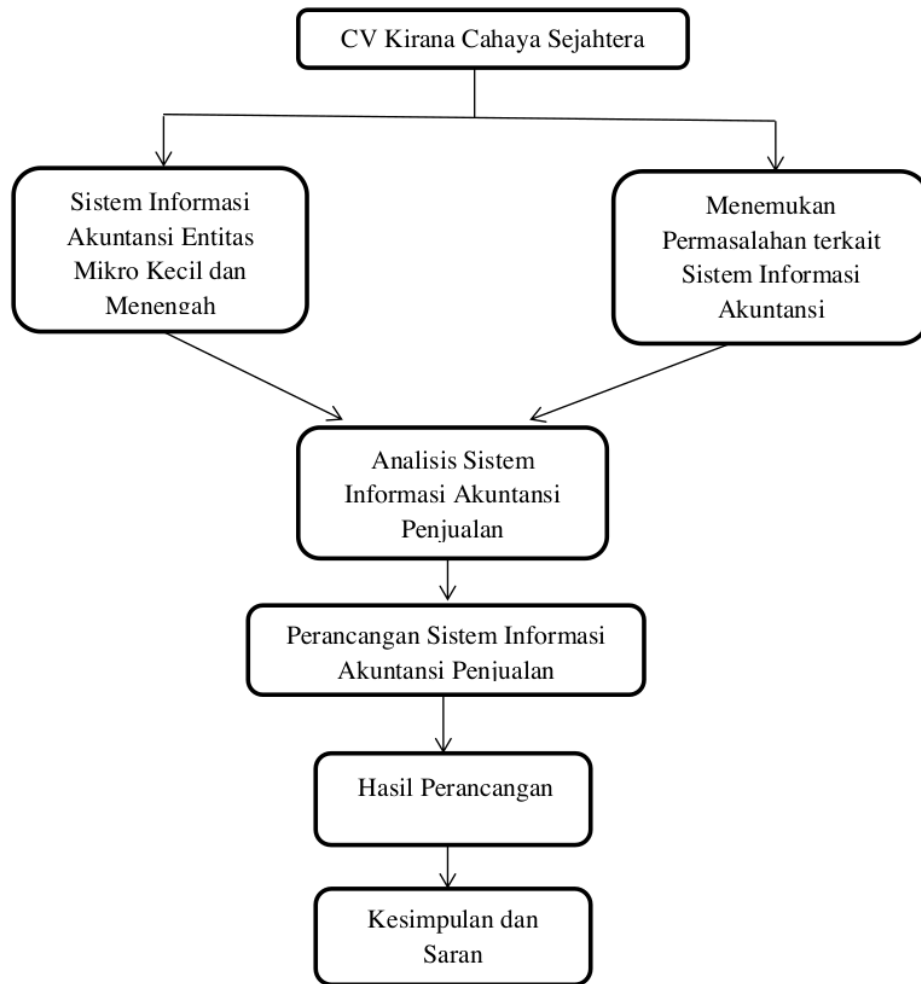 CV Kirana Cahaya Sejahtera
Sistem Informasi
Akuntansi Entitas
Mikro Kecil dan
Menengah
Menemukan
Permasalahan terkait
Sistem Informasi
Akuntansi
Analisis Sistem
Informasi Akuntansi
Penjualan
Perancangan Sistem Informasi
Akuntansi Penjualan
Hasil Perancangan
Kesimpulan dan
Saran